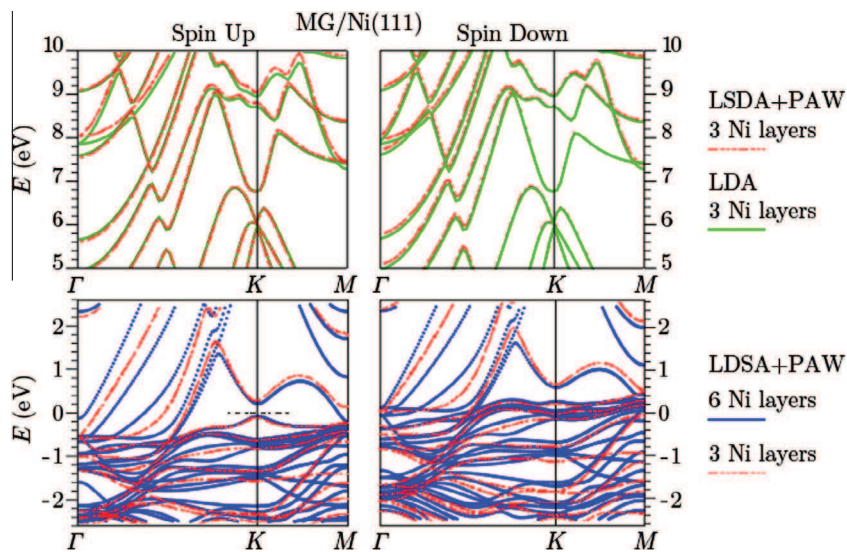 MG/Ni(111)
Spin Up
Spin Down
10
9
8
7
6
5
E (eV)
Γ
K
M
Γ
K
M
10
9
8
7
6
5
LSDA+PAW
3 Ni layers
LDA
3 Ni layers
2
1
0
-1
-2
E (eV)
Γ
K
M
Γ
K
M
2
1
0
-1
-2
LDSA+PAW
6 Ni layers
3 Ni layers